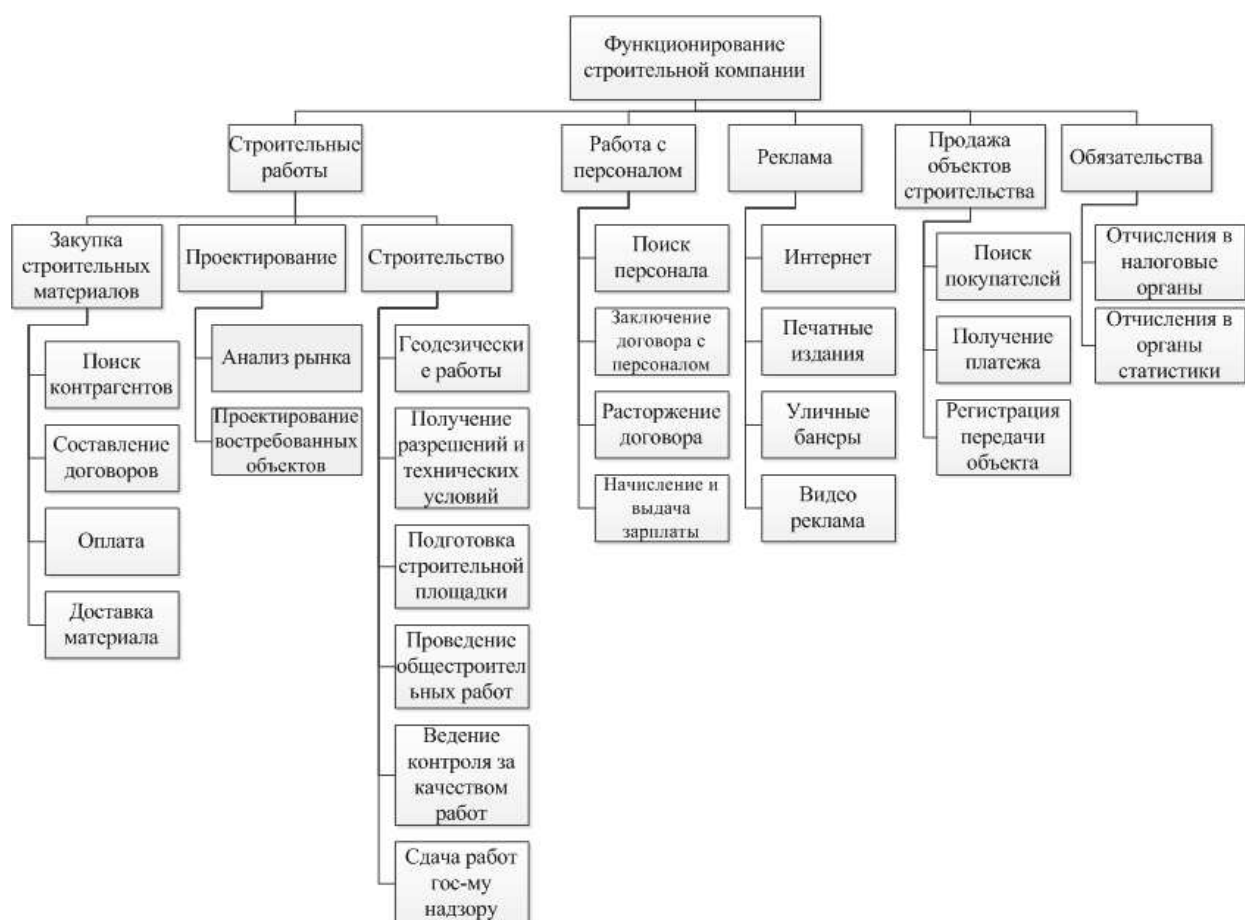 Функционирование
строительной компании
Строительные
работы
Работа с
персоналом
Реклама
Продажа
объектов
строительства
Обязательства
Закупка
строительных
материалов
Проектирование
Строительство
Поиск
контрагентов
Составление
договоров
Оплата
Доставка
материала
Анализ рынка
Проектирование
востребованных
объектов
Геодезически
е работы
Получение
разрешений и
технических
условий
Подготовка
строительной
площадки
Проведение
общестроител
ьных работ
Ведение
контроля за
качеством
работ
Сдача работ
гос-му
надзору
Поиск
персонала
Заключение
договора с
персоналом
Расторжение
договора
Начисление и
выдача
зарплаты
Интернет
Печатные
издания
Уличные
банеры
Видео
реклама
Поиск
покупателей
Получение
платежа
Регистрация
передачи
объекта
Отчисления в
налоговые
органы
Отчисления в
органы
статистики